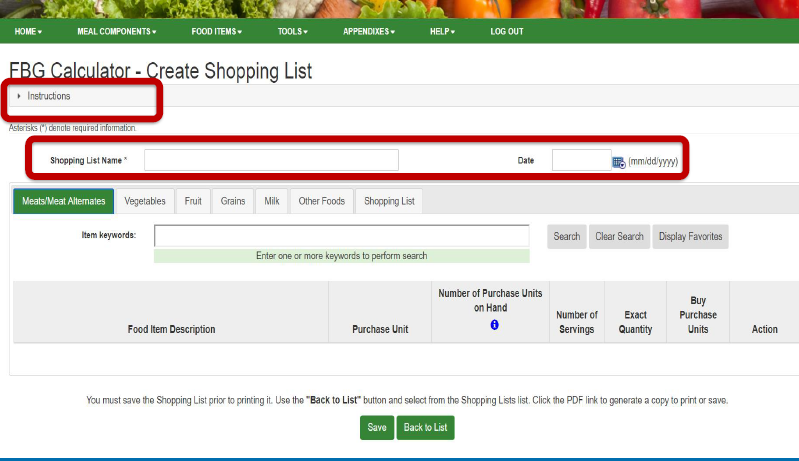 HOME MEAL COMPONENTS FOOD ITEMS TOOLS APPENDIXES HELP LOG OUT
FBG Calculator - Create Shopping List
Instructions
Asterisks (*) denote required information.
Shopping List Name * Date (mm/dd/yyyy)
Meats/Meat Alternates Vegetables Fruit Grains Milk Other Foods Shopping List
Item keywords: Search Clear Search Display Favorites
Enter one or more keywords to perform search
Food Item Description Purchase Unit Number of Purchase Units on Hand Number of Servings Exact Quantity Buy Purchase Units Action
You must save the Shopping List prior to printing it. Use the "Back to List" button and select from the Shopping Lists list. Click the PDF link to generate a copy to print or save.
Save Back to List